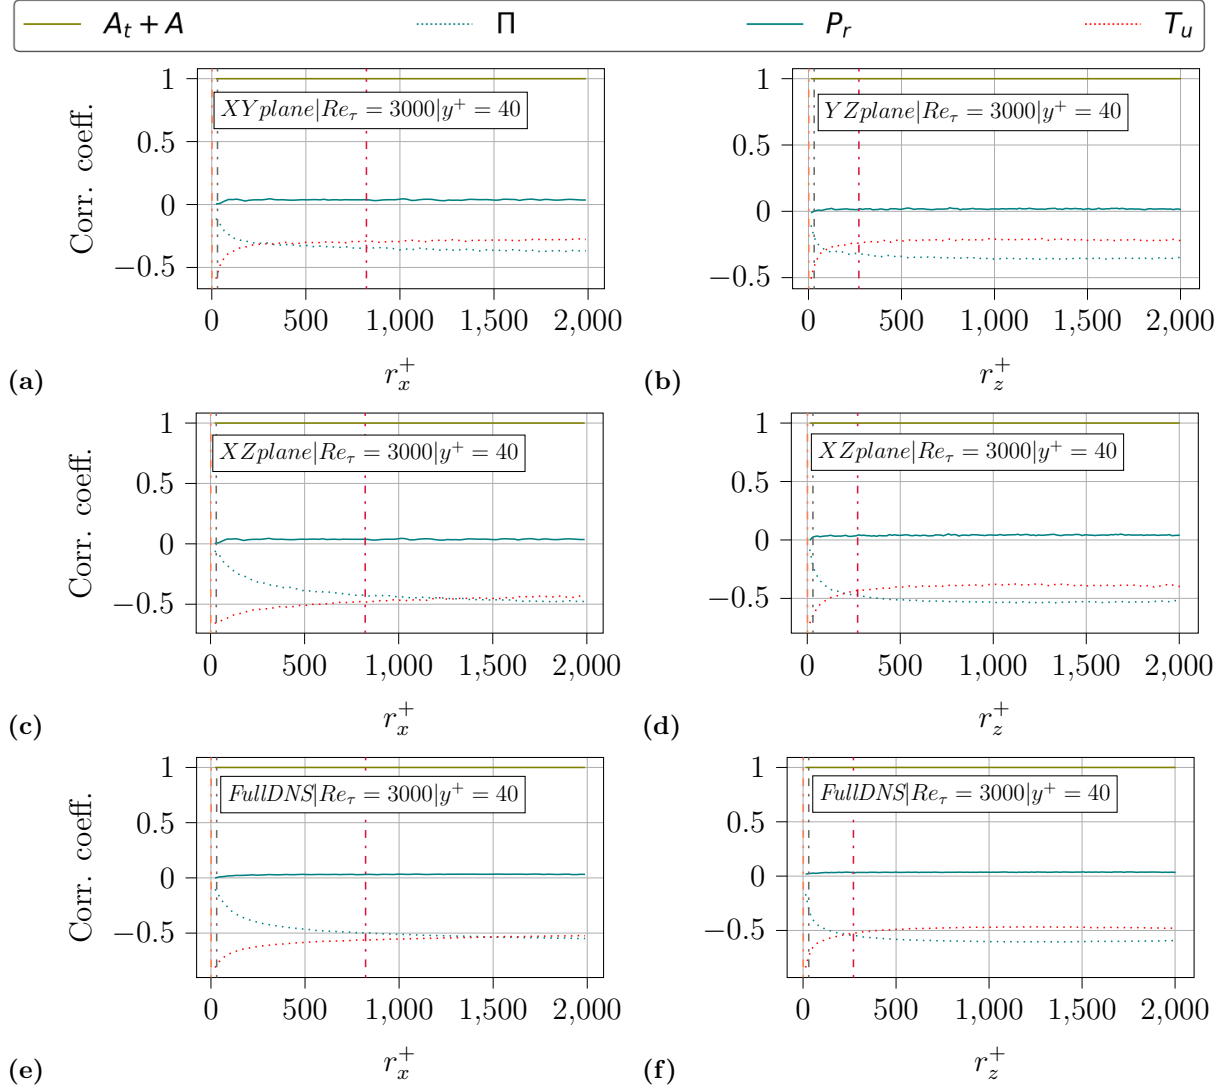 A_t + A Π P_r T_u
1
0.5
0
−0.5
Corr. coeff.
XYplane|Re_τ = 3000|y^+ = 40
0 500 1,000 1,500 2,000
(a) r_x^+
1
0.5
0
−0.5
YZplane|Re_τ = 3000|y^+ = 40
0 500 1,000 1,500 2,000
(b) r_z^+
1
0.5
0
−0.5
Corr. coeff.
XZplane|Re_τ = 3000|y^+ = 40
0 500 1,000 1,500 2,000
(c) r_x^+
1
0.5
0
−0.5
XZplane|Re_τ = 3000|y^+ = 40
0 500 1,000 1,500 2,000
(d) r_z^+
1
0.5
0
−0.5
Corr. coeff.
FullDNS|Re_τ = 3000|y^+ = 40
0 500 1,000 1,500 2,000
(e) r_x^+
1
0.5
0
−0.5
FullDNS|Re_τ = 3000|y^+ = 40
0 500 1,000 1,500 2,000
(f) r_z^+